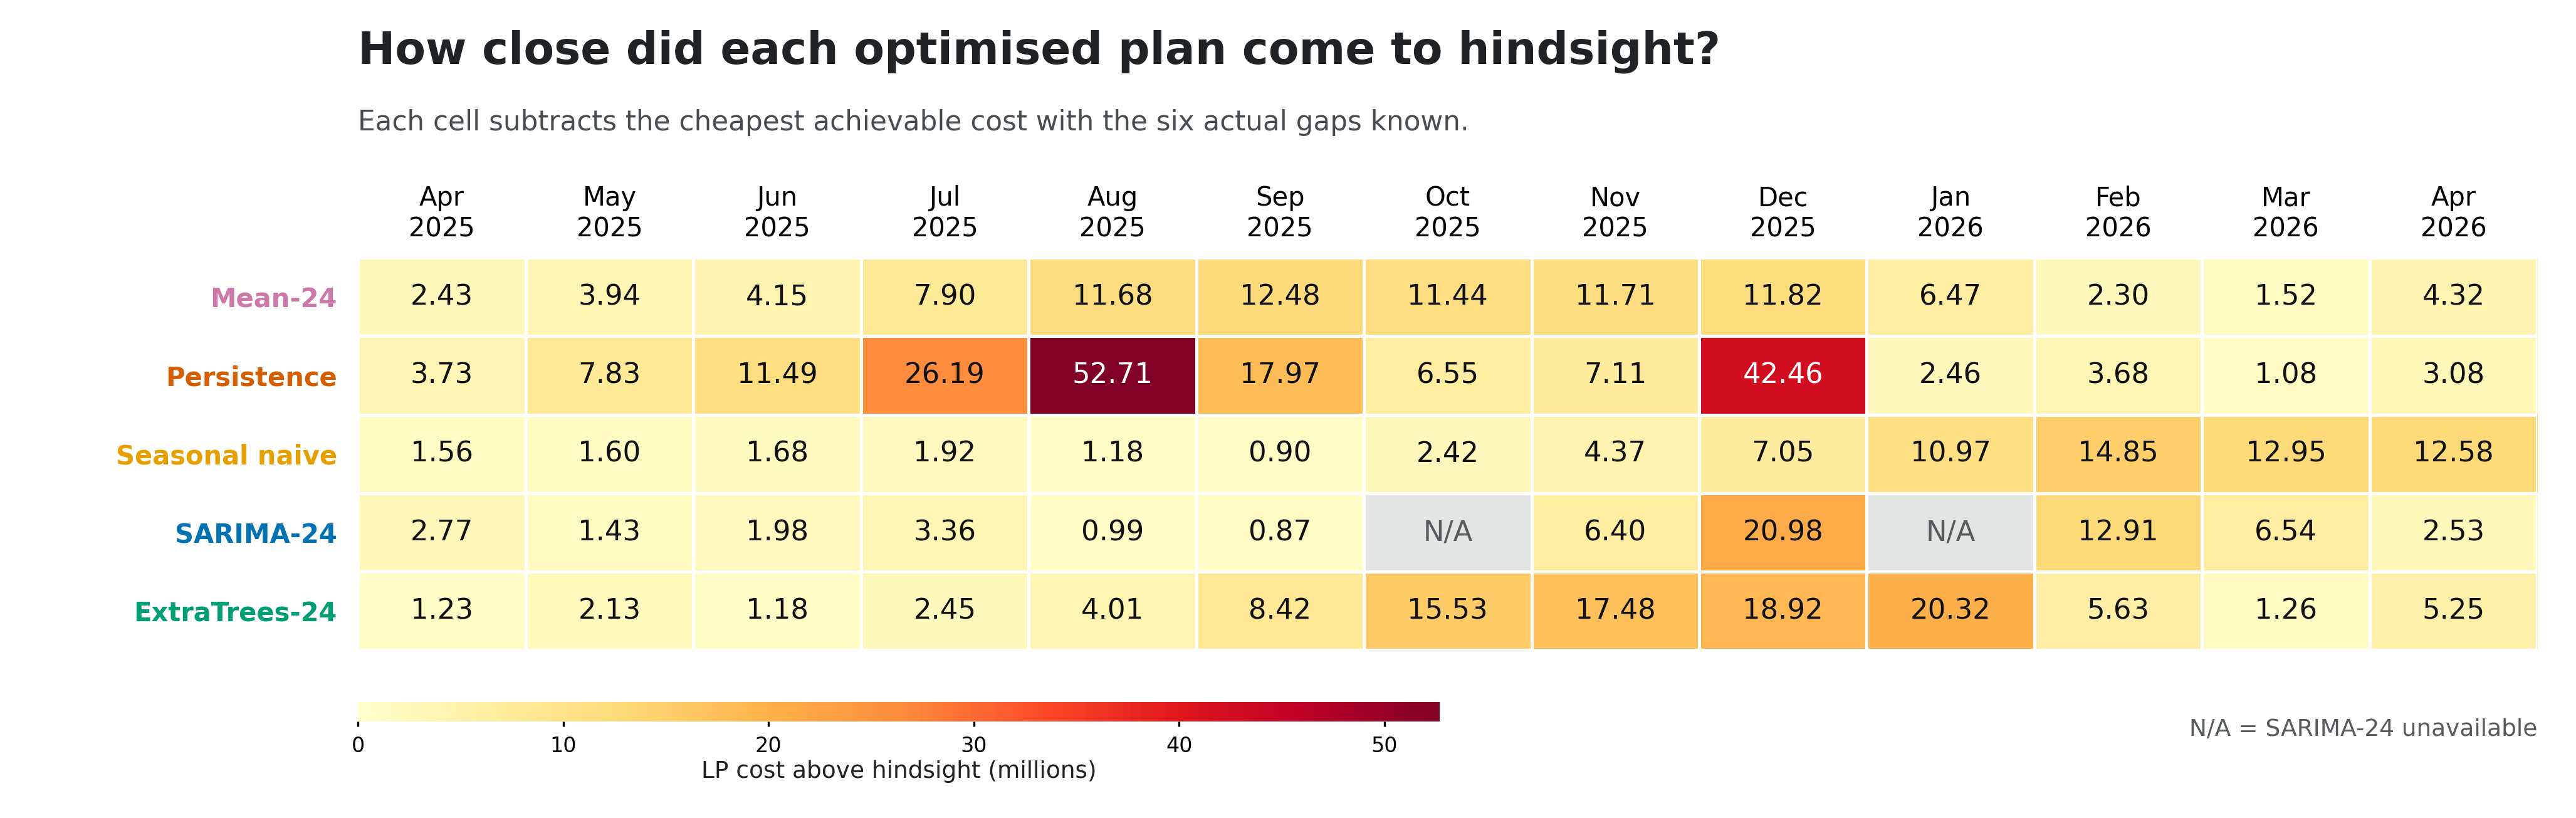 How close did each optimised plan come to hindsight?
Each cell subtracts the cheapest achievable cost with the six actual gaps known.
Apr May Jun Jul Aug Sep Oct Nov Dec Jan Feb Mar Apr
2025 2025 2025 2025 2025 2025 2025 2025 2025 2026 2026 2026 2026
Mean-24 2.43 3.94 4.15 7.90 11.68 12.48 11.44 11.71 11.82 6.47 2.30 1.52 4.32
Persistence 3.73 7.83 11.49 26.19 52.71 17.97 6.55 7.11 42.46 2.46 3.68 1.08 3.08
Seasonal naive 1.56 1.60 1.68 1.92 1.18 0.90 2.42 4.37 7.05 10.97 14.85 12.95 12.58
SARIMA-24 2.77 1.43 1.98 3.36 0.99 0.87 N/A 6.40 20.98 N/A 12.91 6.54 2.53
ExtraTrees-24 1.23 2.13 1.18 2.45 4.01 8.42 15.53 17.48 18.92 20.32 5.63 1.26 5.25
N/A = SARIMA-24 unavailable
0 10 20 30 40 50
LP cost above hindsight (millions)